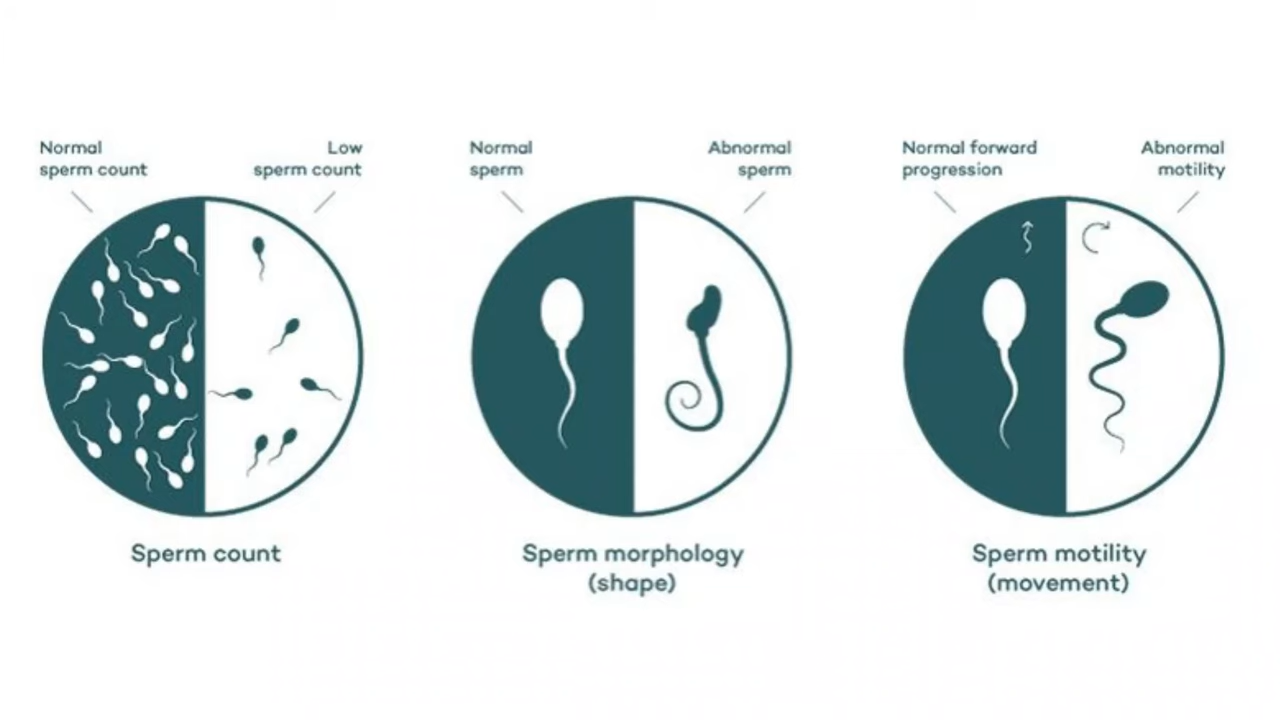 Normal
sperm count
Low
sperm count
Normal
sperm
Abnormal
sperm
Normal forward
progression
Abnormal
motility
Sperm count
Sperm morphology
(shape)
Sperm motility
(movement)